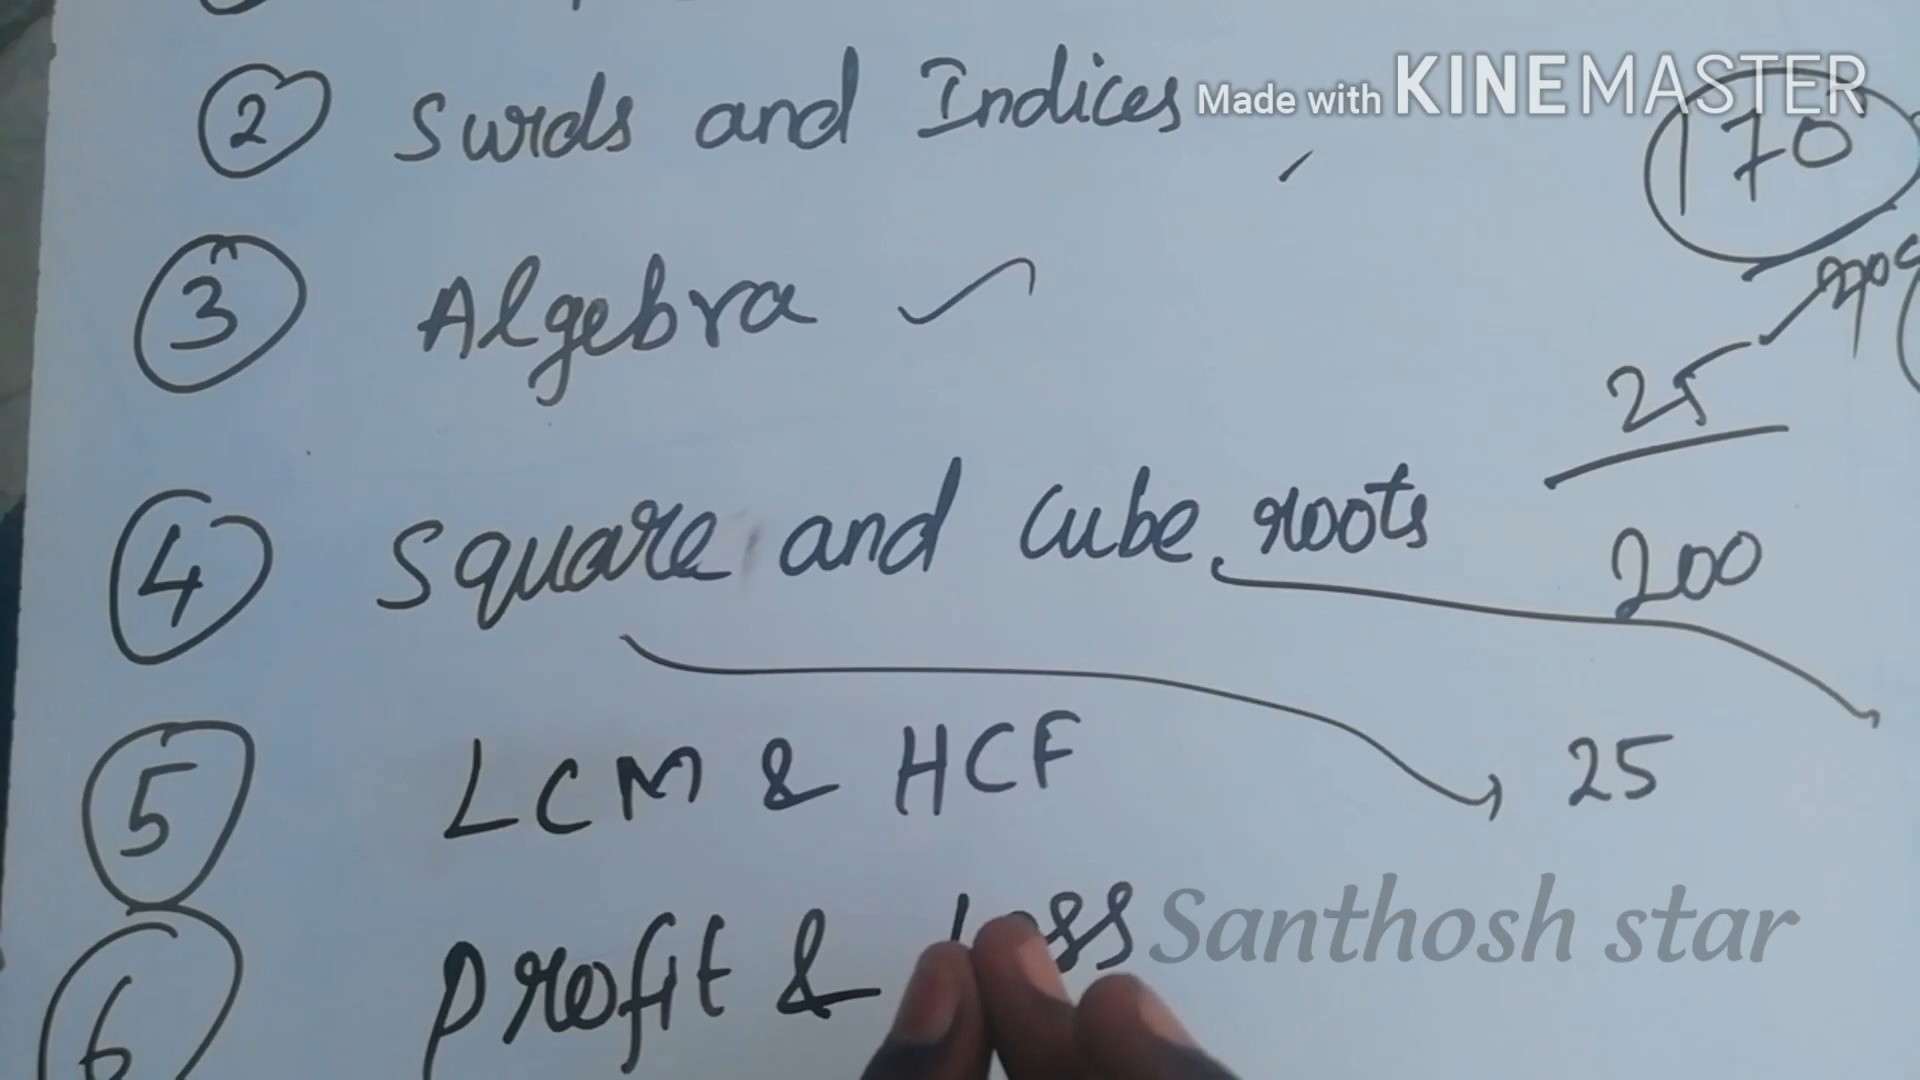 ② Surds and Indices
Made with KINEMASTER
170
③ Algebra
25
④ Square and Cube roots
200
⑤ LCM & HCF
25
⑥ Profit & Loss
Santhosh star